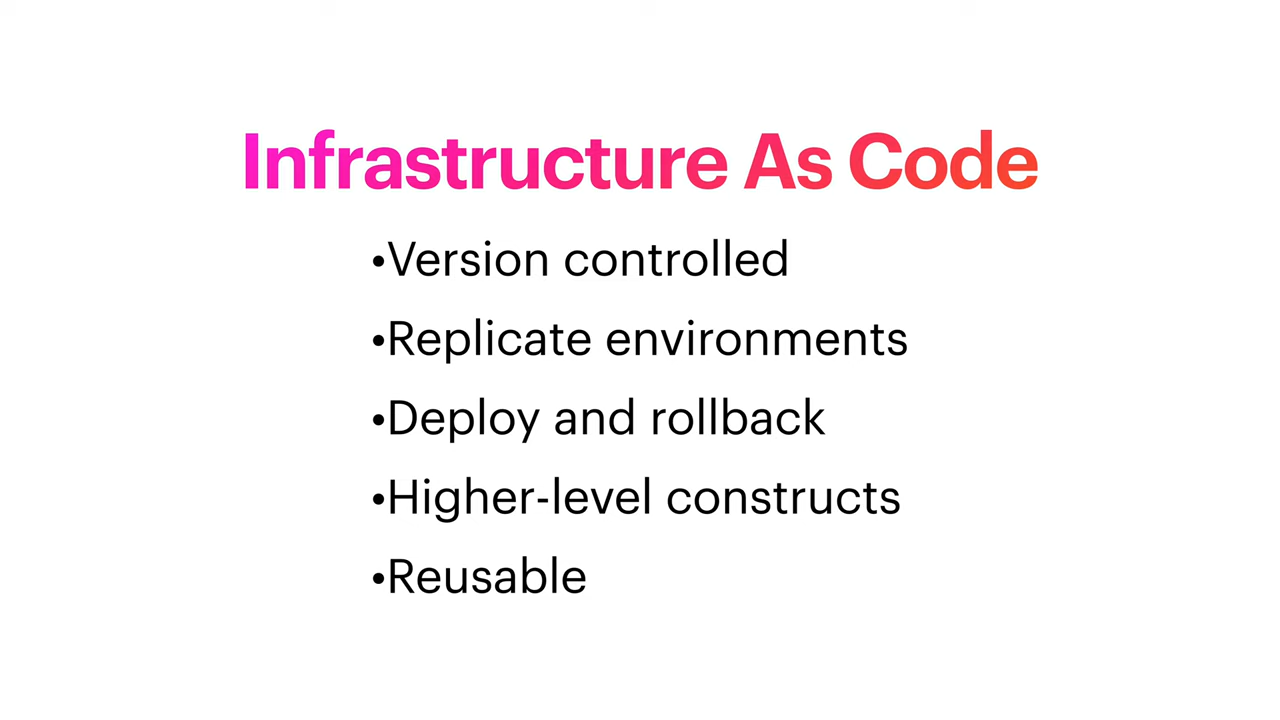 Infrastructure As Code
•Version controlled
•Replicate environments
•Deploy and rollback
•Higher-level constructs
•Reusable